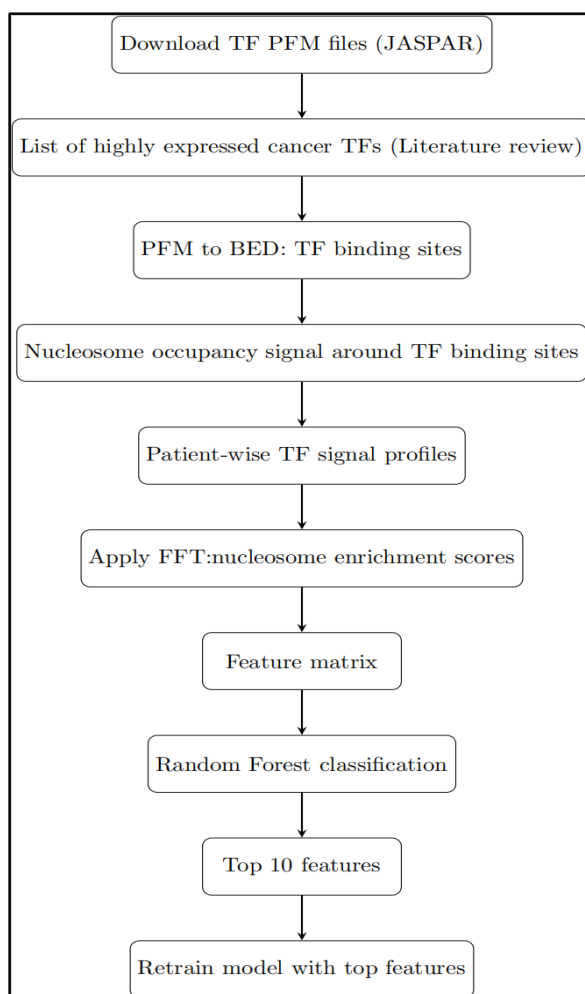 Download TF PFM files (JASPAR)
List of highly expressed cancer TFs (Literature review)
PFM to BED: TF binding sites
Nucleosome occupancy signal around TF binding sites
Patient-wise TF signal profiles
Apply FFT:nucleosome enrichment scores
Feature matrix
Random Forest classification
Top 10 features
Retrain model with top features